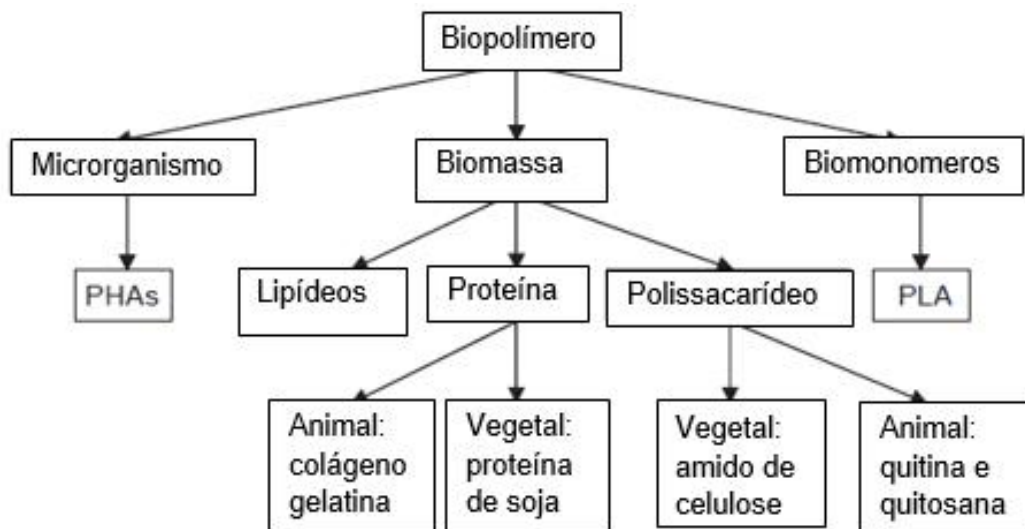 Biopolímero
Microrganismo
Biomassa
Biomonomeros
PHAs
Lipídeos
Proteína
Polissacarídeo
PLA
Animal:
colágeno
gelatina
Vegetal:
proteína
de soja
Vegetal:
amido de
celulose
Animal:
quitina e
quitosana